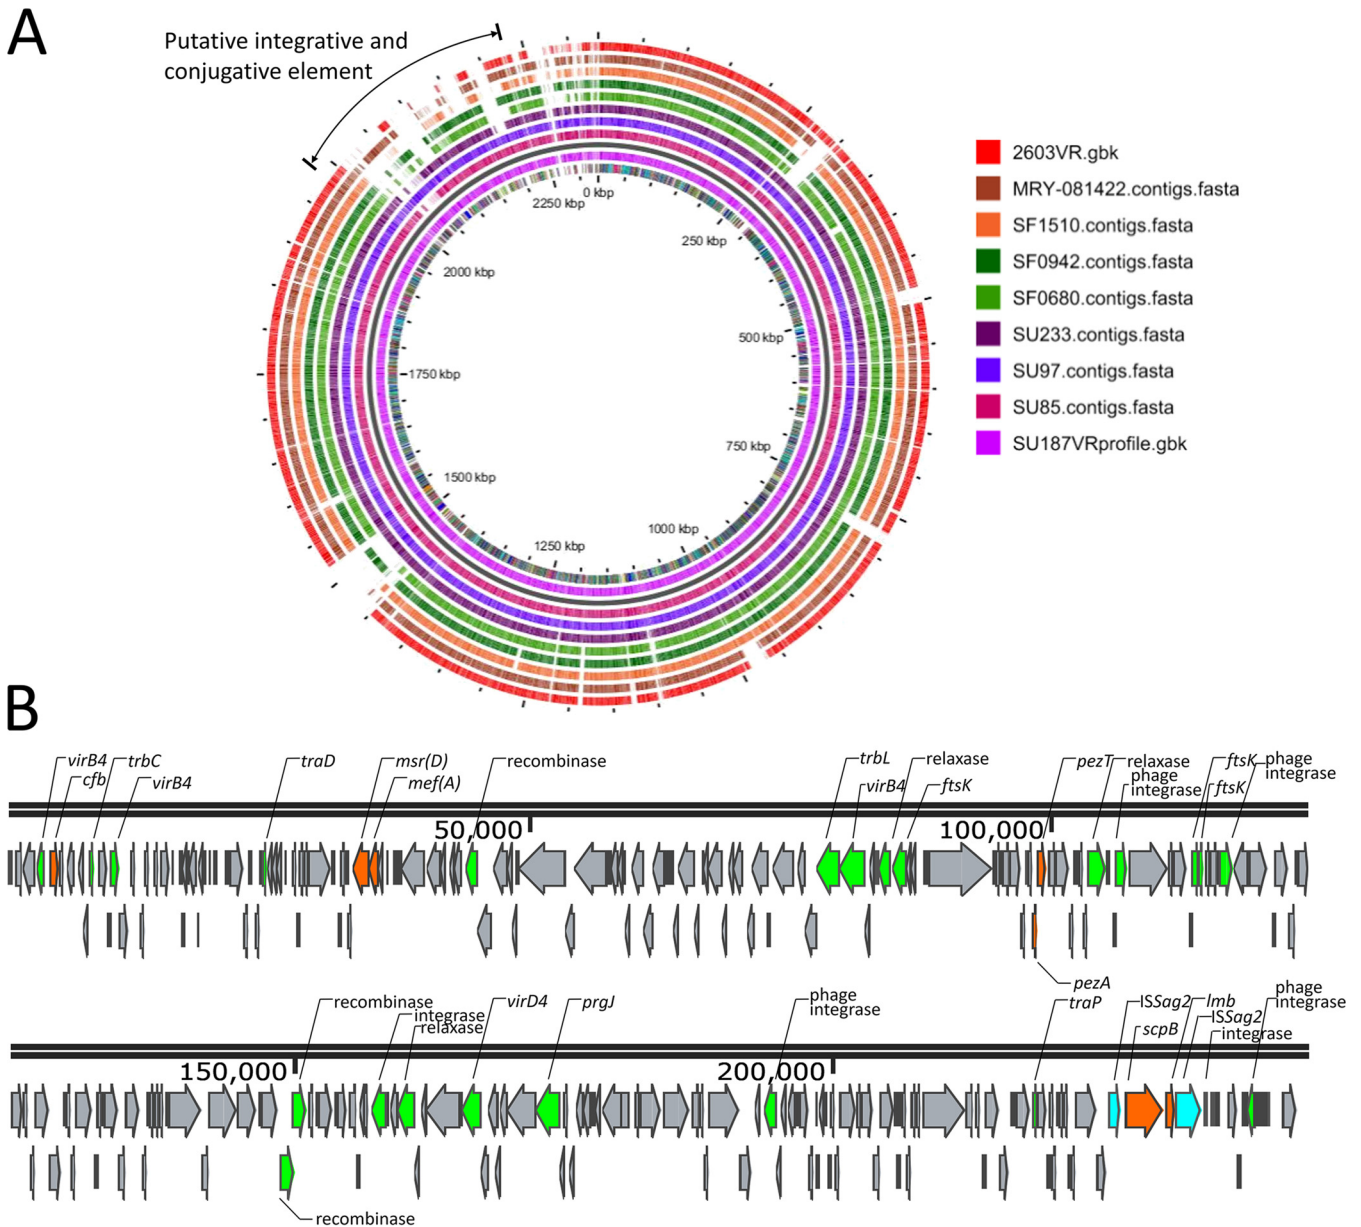 A
Putative integrative and
conjugative element
0 kbp
250 kbp
500 kbp
750 kbp
1000 kbp
1250 kbp
1500 kbp
1750 kbp
2000 kbp
2250 kbp
2603VR.gbk
MRY-081422.contigs.fasta
SF1510.contigs.fasta
SF0942.contigs.fasta
SF0680.contigs.fasta
SU233.contigs.fasta
SU97.contigs.fasta
SU85.contigs.fasta
SU187VRprofile.gbk
B
virB4
cfb
trbC
virB4
traD
msr(D)
mef(A)
recombinase
trbL
virB4
relaxase
ftsK
pezT
relaxase
phage
integrase
ftsK
ftsK
phage
integrase
50,000
100,000
pezA
recombinase
integrase
relaxase
virD4
prgJ
phage
integrase
traP
ISSag2
scpB
lmb
ISSag2
integrase
phage
integrase
150,000
200,000
recombinase